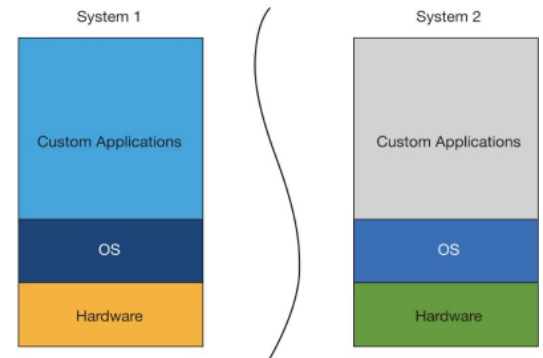 System 1
System 2
Custom Applications
Custom Applications
OS
OS
Hardware
Hardware